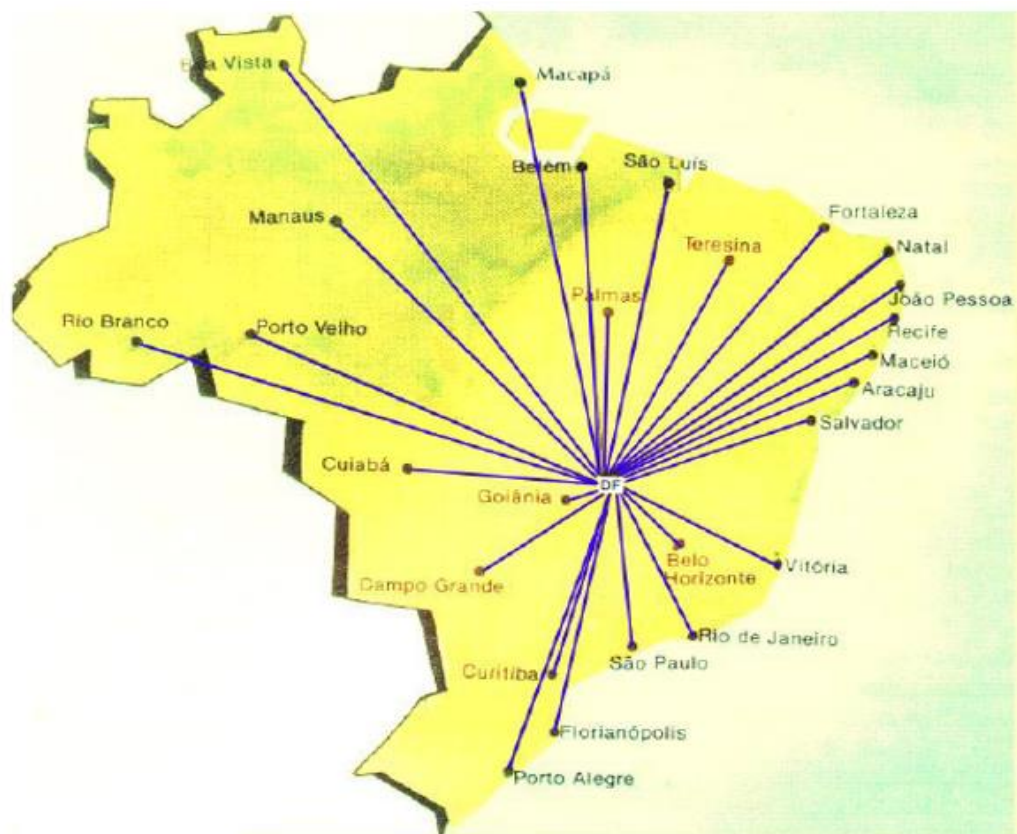 Boa Vista
Macapá
Belém
São Luís
Manaus
Fortaleza
Teresina
Natal
Palmas
João Pessoa
Rio Branco
Porto Velho
Recife
Maceió
Aracaju
Salvador
Cuiabá
DF
Goiânia
Belo
Horizonte
Vitória
Campo Grande
Rio de Janeiro
São Paulo
Curitiba
Florianópolis
Porto Alegre